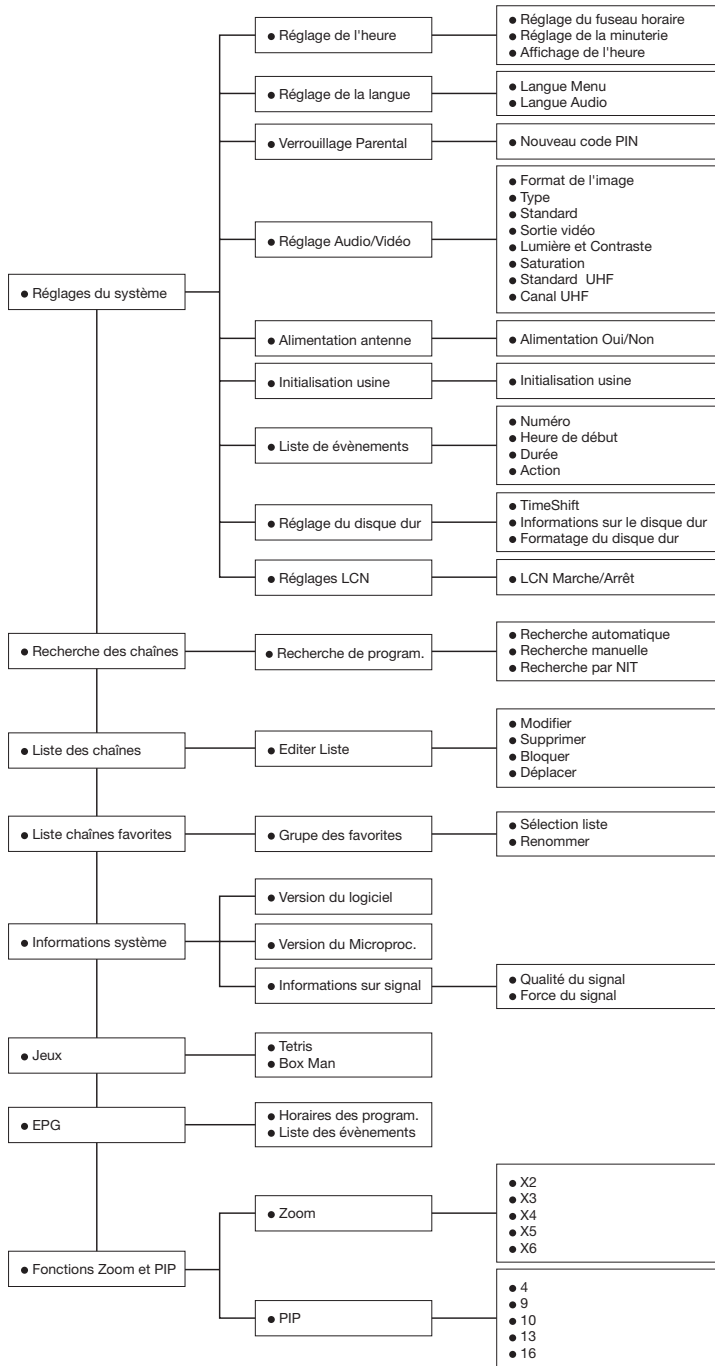 ● Réglages du système
● Réglage de l'heure
● Réglage du fuseau horaire
● Réglage de la minuterie
● Affichage de l'heure
● Réglage de la langue
● Langue Menu
● Langue Audio
● Verrouillage Parental
● Nouveau code PIN
● Réglage Audio/Vidéo
● Format de l'image
● Type
● Standard
● Sortie vidéo
● Lumière et Contraste
● Saturation
● Standard UHF
● Canal UHF
● Alimentation antenne
● Alimentation Oui/Non
● Initialisation usine
● Initialisation usine
● Liste de évènements
● Numéro
● Heure de début
● Durée
● Action
● Réglage du disque dur
● TimeShift
● Informations sur le disque dur
● Formatage du disque dur
● Réglages LCN
● LCN Marche/Arrêt
● Recherche des chaînes
● Recherche de program.
● Recherche automatique
● Recherche manuelle
● Recherche par NIT
● Liste des chaînes
● Editer Liste
● Modifier
● Supprimer
● Bloquer
● Déplacer
● Liste chaînes favorites
● Grupe des favorites
● Sélection liste
● Renommer
● Informations système
● Version du logiciel
● Version du Microproc.
● Informations sur signal
● Qualité du signal
● Force du signal
● Jeux
● Tetris
● Box Man
● EPG
● Horaires des program.
● Liste des évènements
● Fonctions Zoom et PIP
● Zoom
● X2
● X3
● X4
● X5
● X6
● PIP
● 4
● 9
● 10
● 13
● 16